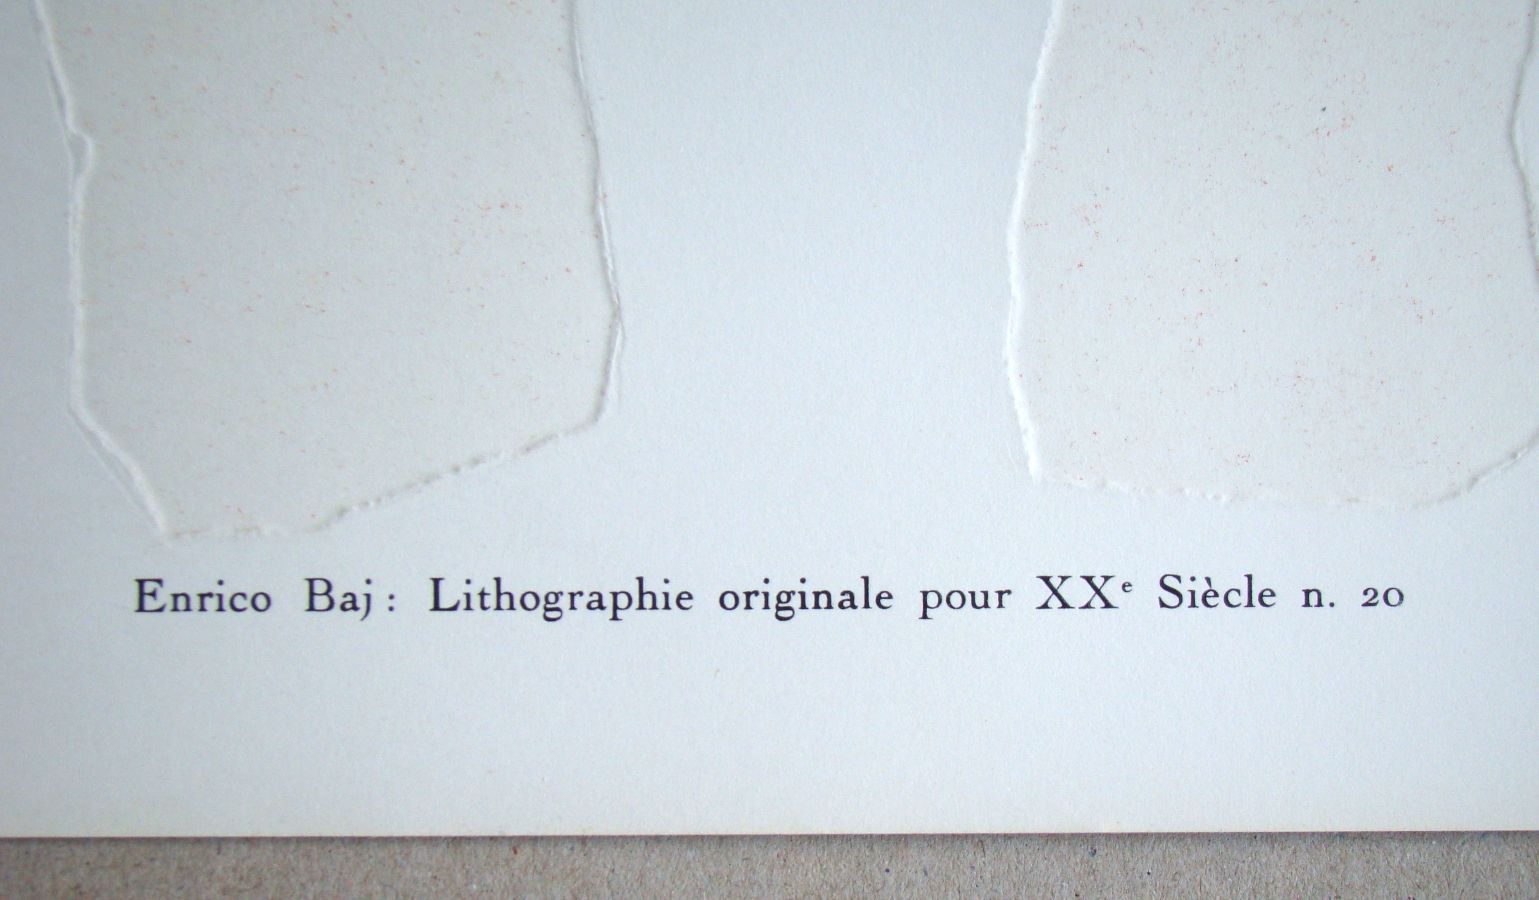 Enrico Baj : Lithographie originale pour XXᵉ Siècle n. 20